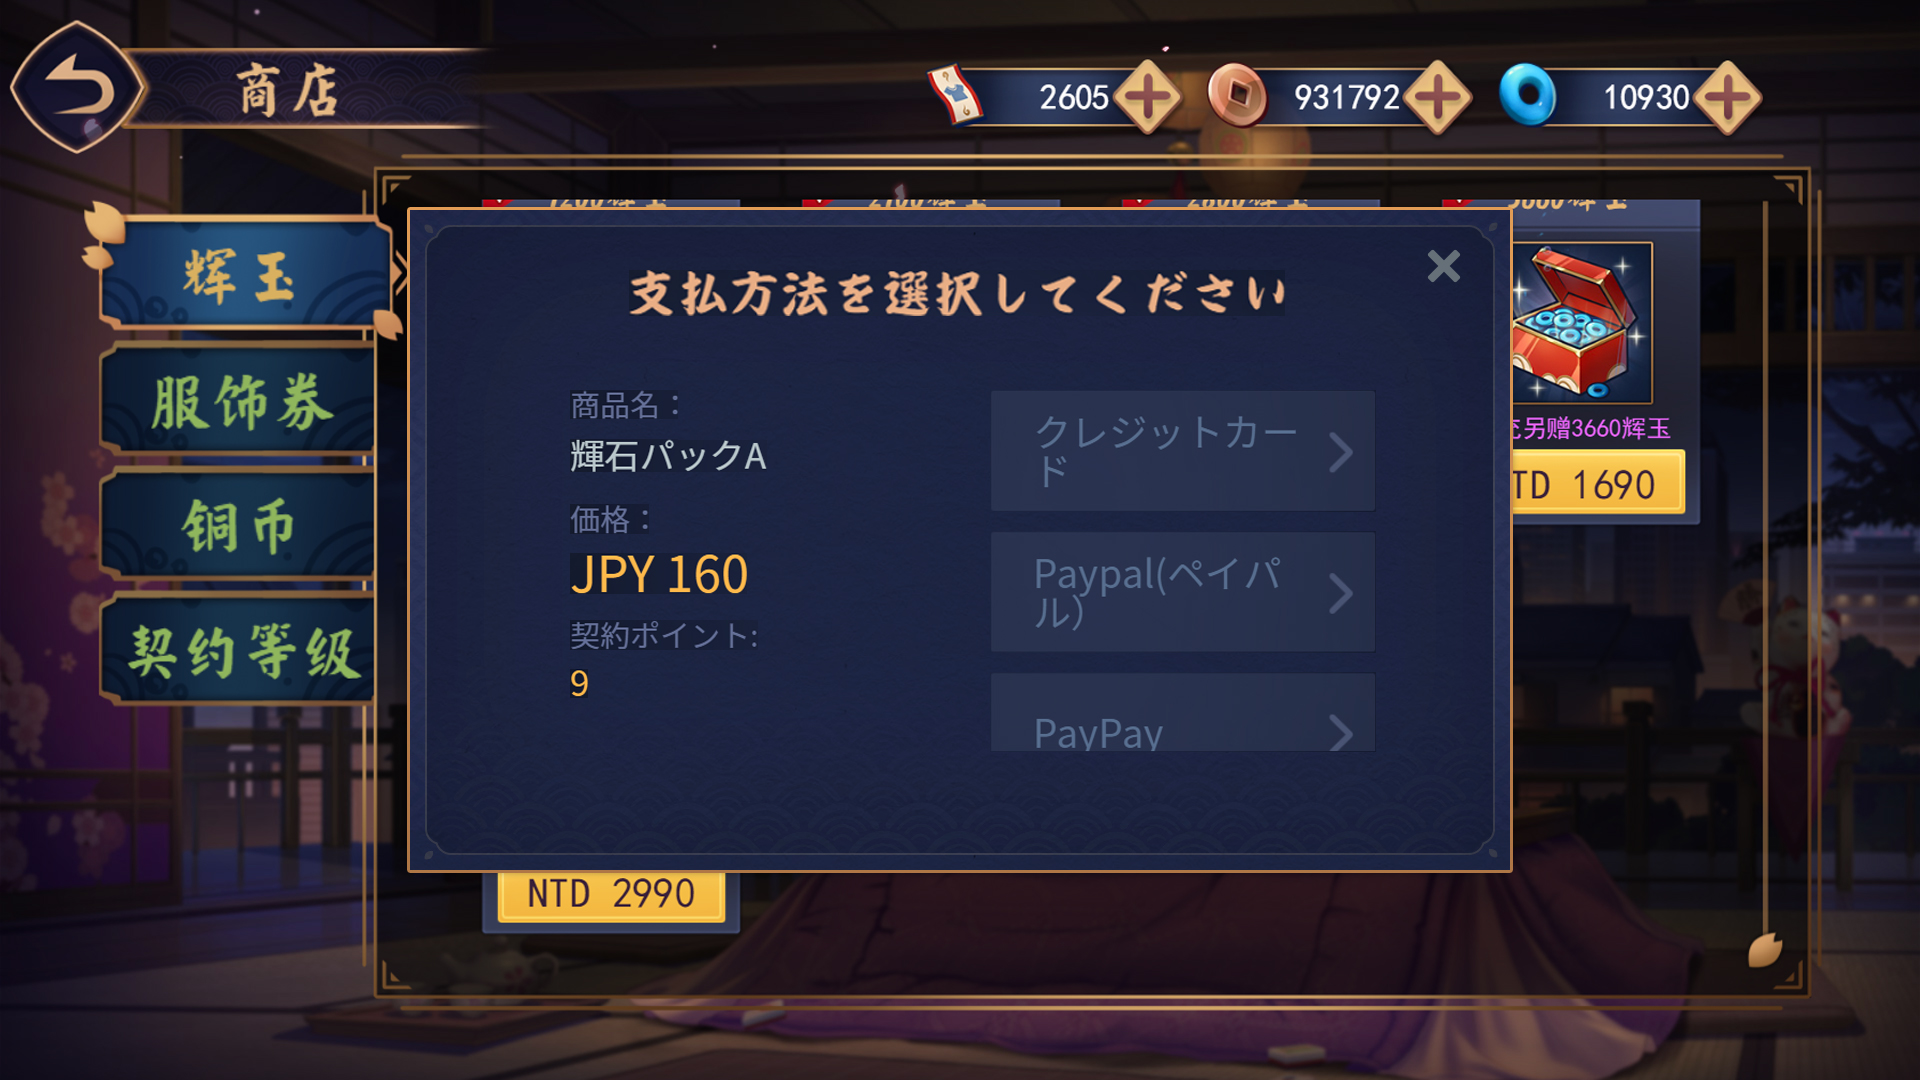 商店
2605
931792
10930
辉玉
服饰券
铜币
契约等级
支払方法を選択してください
商品名：
輝石パックA
価格：
JPY 160
契約ポイント:
9
クレジットカー
ド
Paypal(ペイパ
ル)
PayPay
另赠3660辉玉
TD 1690
NTD 2990